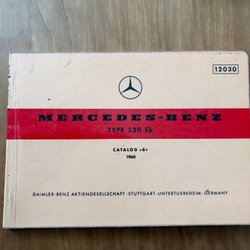 12030
MERCEDES-BENZ
TYPE 220 Sb
CATALOG »B«
1960
DAIMLER-BENZ AKTIENGESELLSCHAFT · STUTTGART-UNTERTUERKHEIM · GERMANY